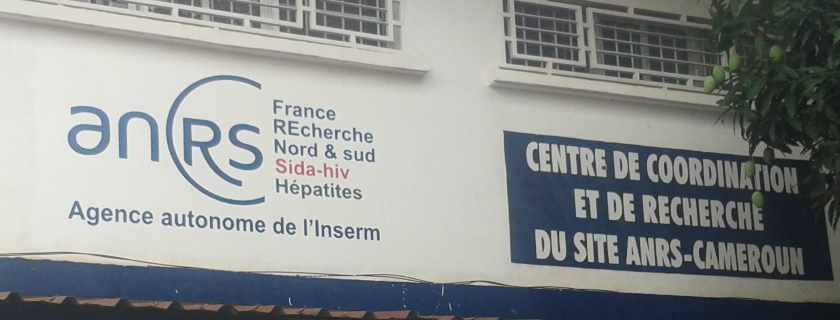 anRS
France
REcherche
Nord & sud
Sida-hiv
Hépatites
Agence autonome de l'Inserm
CENTRE DE COORDINATION
ET DE RECHERCHE
DU SITE ANRS-CAMEROUN